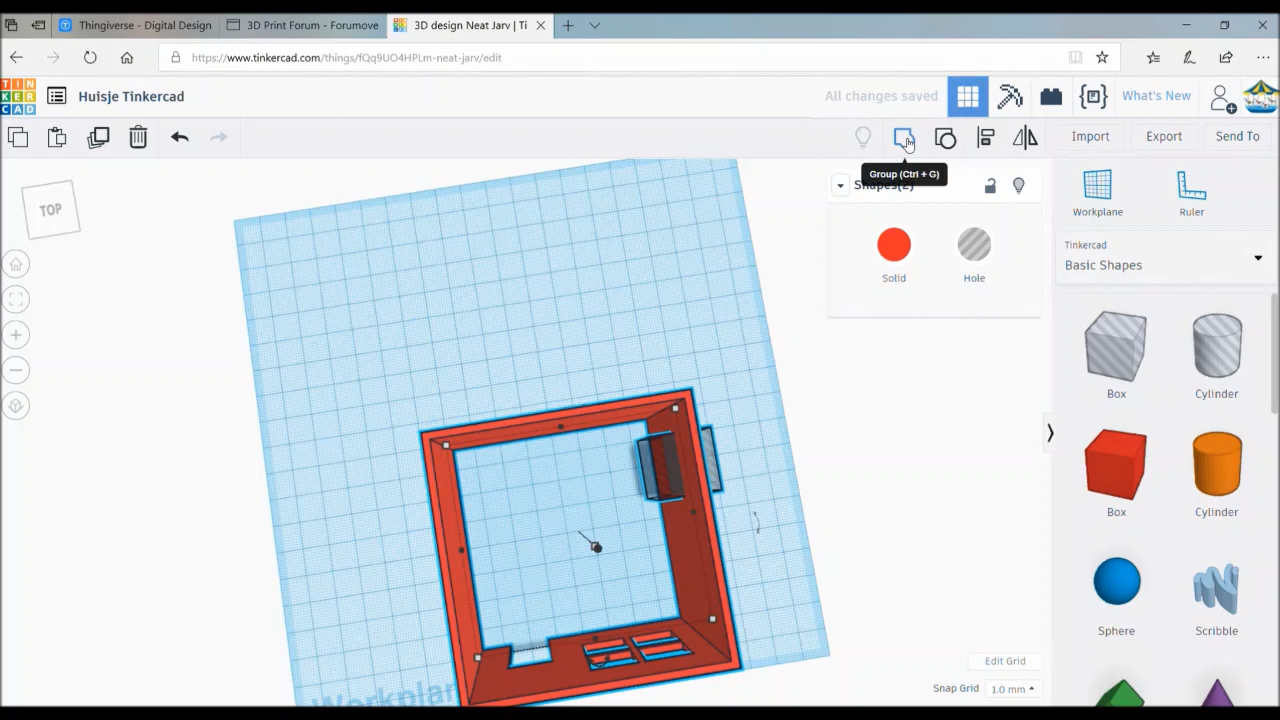 Thingiverse - Digital Design
3D Print Forum - Forumove
3D design Neat Jarv | Ti
https://www.tinkercad.com/things/fQq9UO4HPLm-neat-jarv/edit
TIN
KER
CAD
Huisje Tinkercad
All changes saved
What's New
Import
Export
Send To
Group (Ctrl + G)
Shapes(2)
TOP
Solid
Hole
Workplane
Ruler
Tinkercad
Basic Shapes
Box
Cylinder
Box
Cylinder
Sphere
Scribble
Workplan
Edit Grid
Snap Grid
1.0 mm